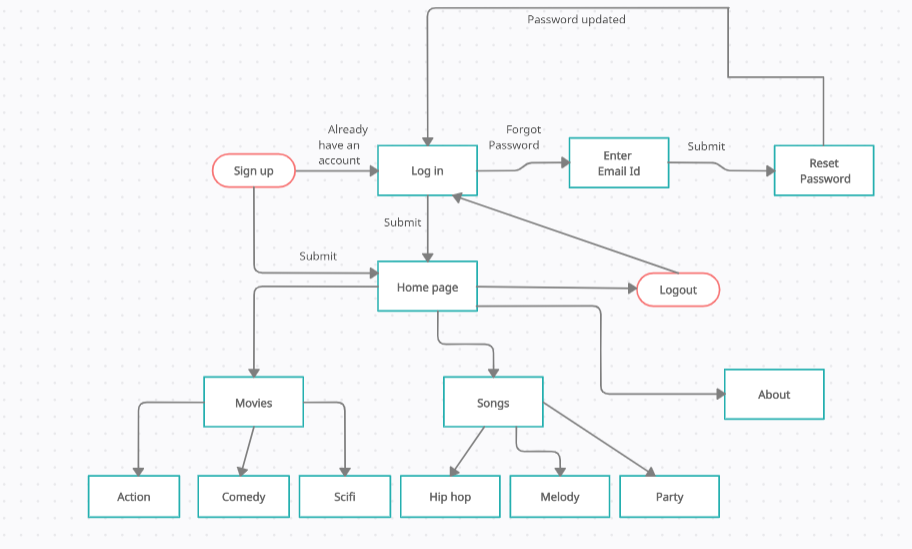 Password updated
Already
have an
account
Forgot
Password
Submit
Sign up
Log in
Enter
Email Id
Reset
Password
Submit
Submit
Home page
Logout
Movies
Songs
About
Action
Comedy
Scifi
Hip hop
Melody
Party